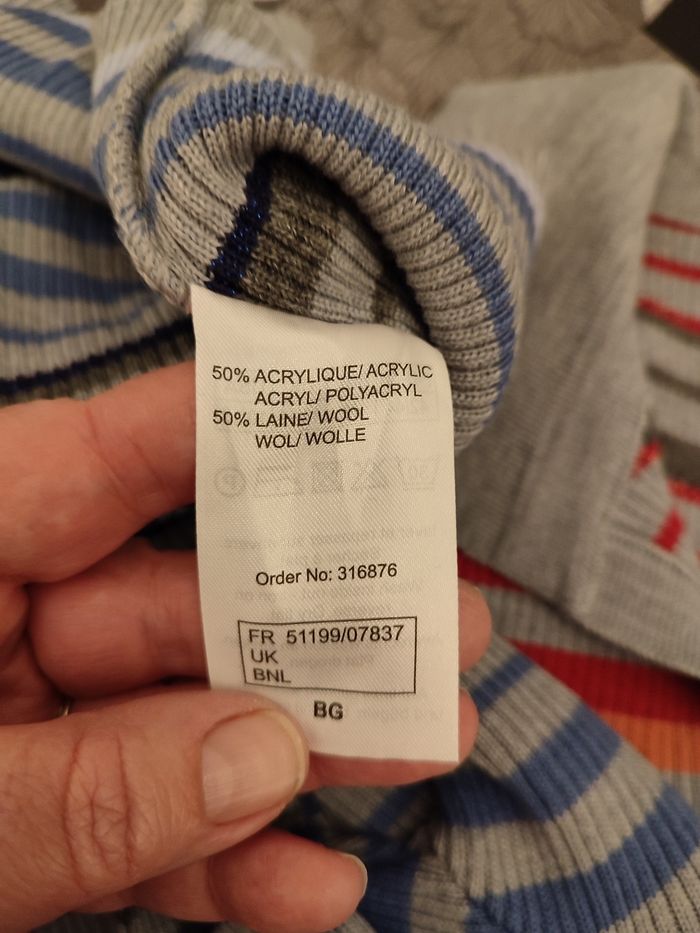 50% ACRYLIQUE/ ACRYLIC
ACRYL/ POLYACRYL
50% LAINE/ WOOL
WOL/ WOLLE
Order No: 316876
FR 51199/07837
UK
BNL
BG